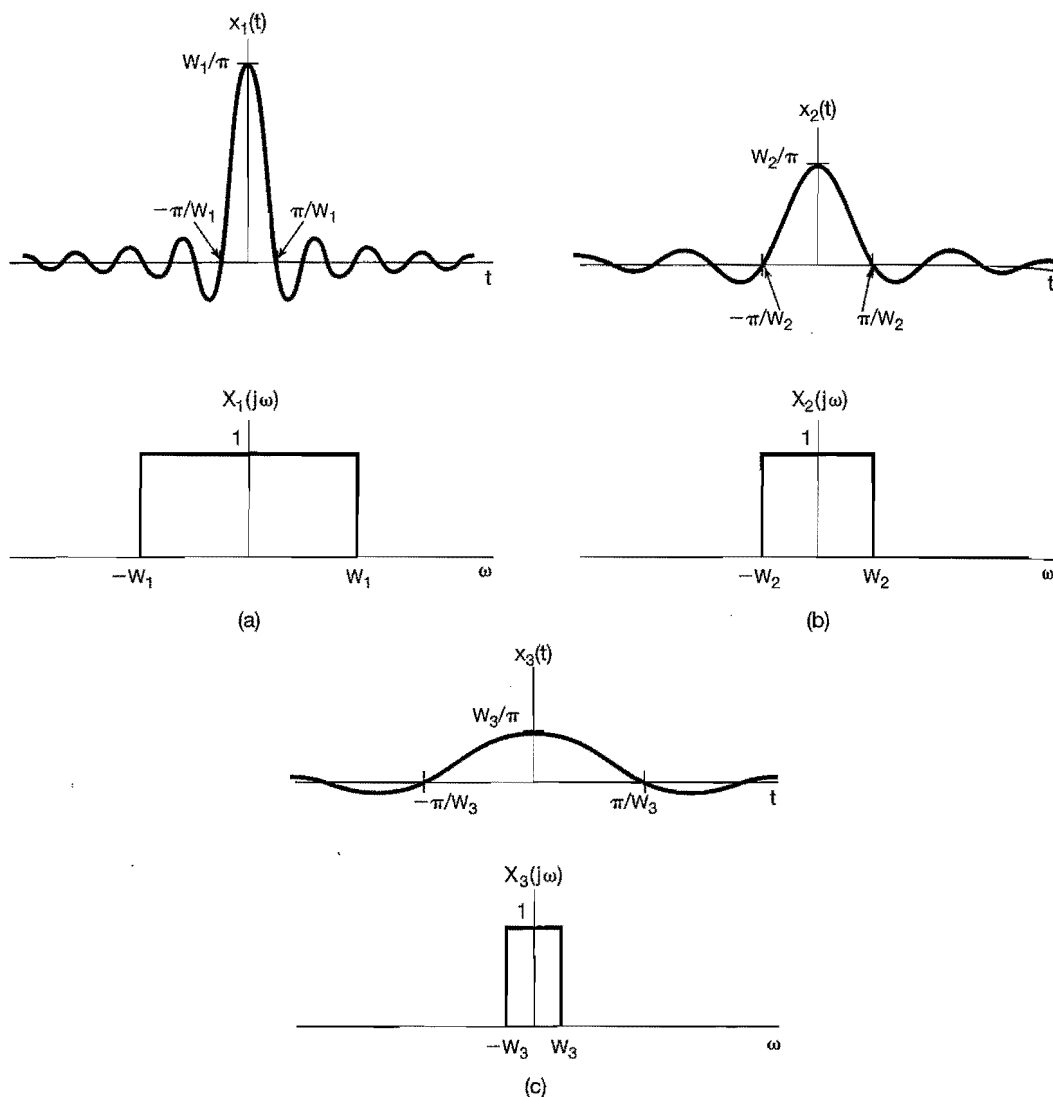 x₁(t)
W₁/π
−π/W₁
π/W₁
t
X₁(jω)
1
−W₁
W₁
ω
(a)
x₂(t)
W₂/π
−π/W₂
π/W₂
t
X₂(jω)
1
−W₂
W₂
ω
(b)
x₃(t)
W₃/π
−π/W₃
π/W₃
t
X₃(jω)
1
−W₃
W₃
ω
(c)